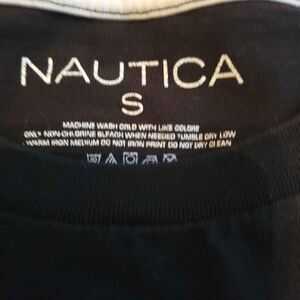 NAUTICA
S
MACHINE WASH COLD WITH LIKE COLORS
ONLY NON-CHLORINE BLEACH WHEN NEEDED TUMBLE DRY LOW
WARM IRON MEDIUM DO NOT IRON PRINT DO NOT DRY CLEAN